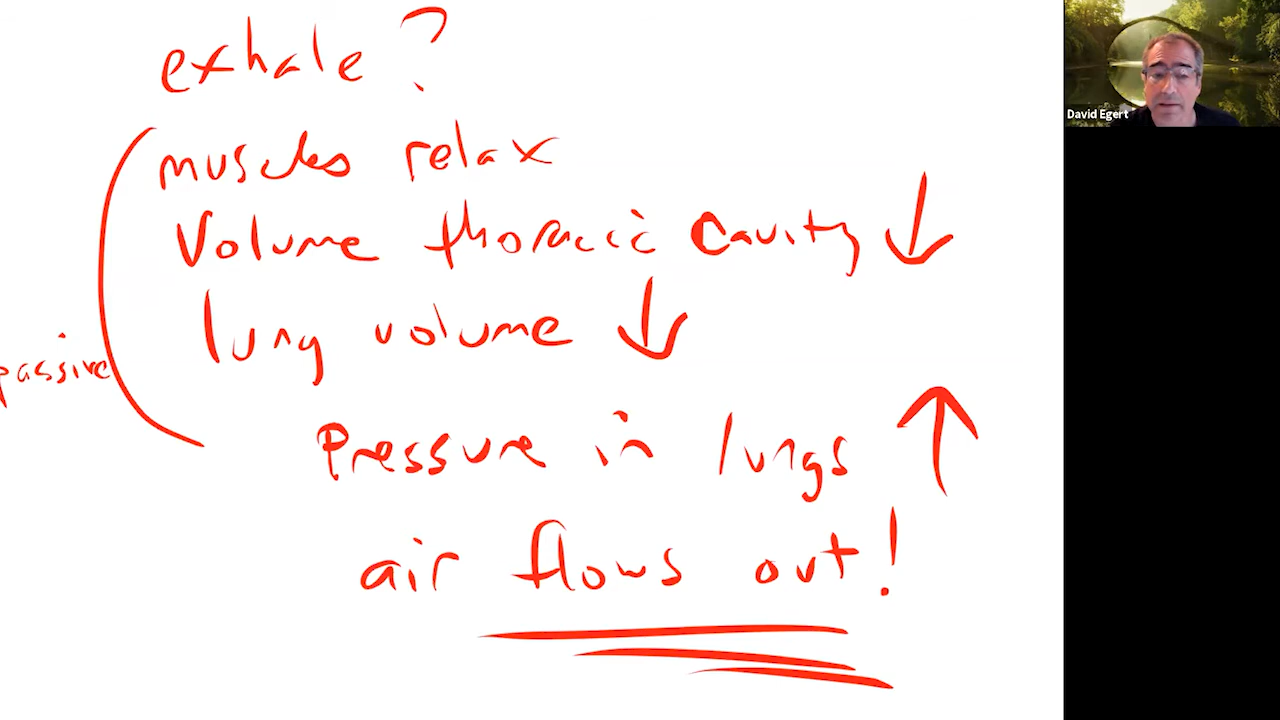 exhale?
muscles relax
Volume thoracic cavity ↓
lung volume ↓
passive
Pressure in lungs ↑
air flows out!
David Egert